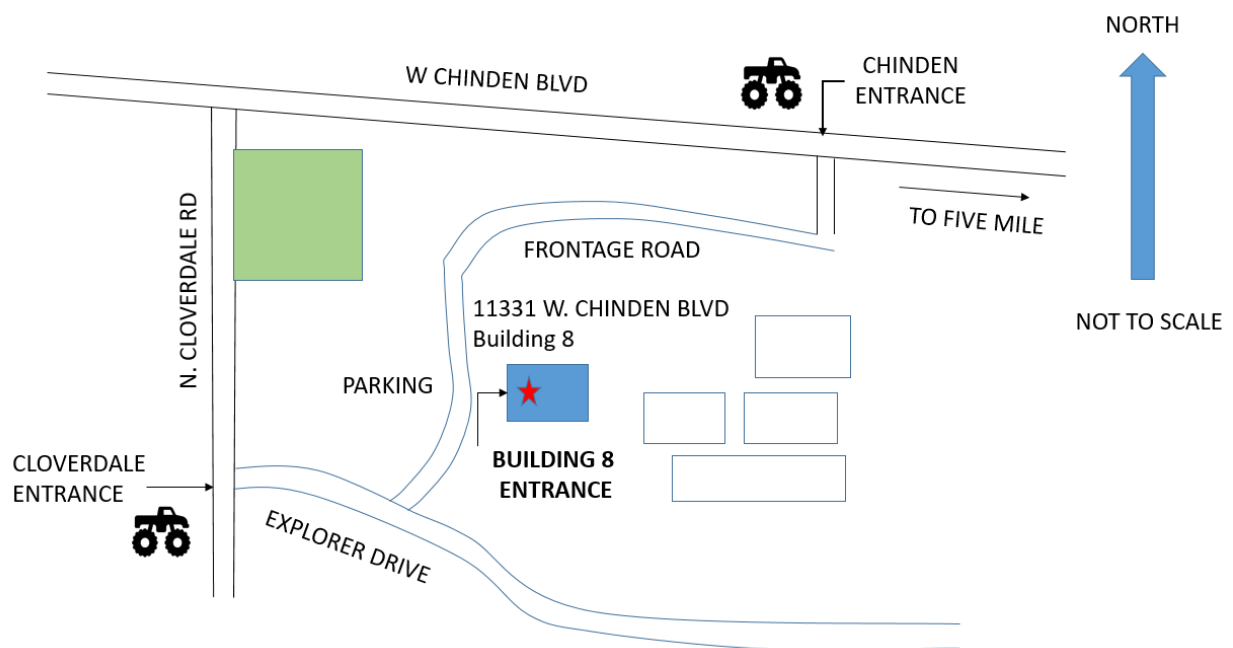 NORTH
W CHINDEN BLVD
CHINDEN
ENTRANCE
N. CLOVERDALE RD
TO FIVE MILE
FRONTAGE ROAD
11331 W. CHINDEN BLVD
Building 8
NOT TO SCALE
PARKING
CLOVERDALE
ENTRANCE
BUILDING 8
ENTRANCE
EXPLORER DRIVE